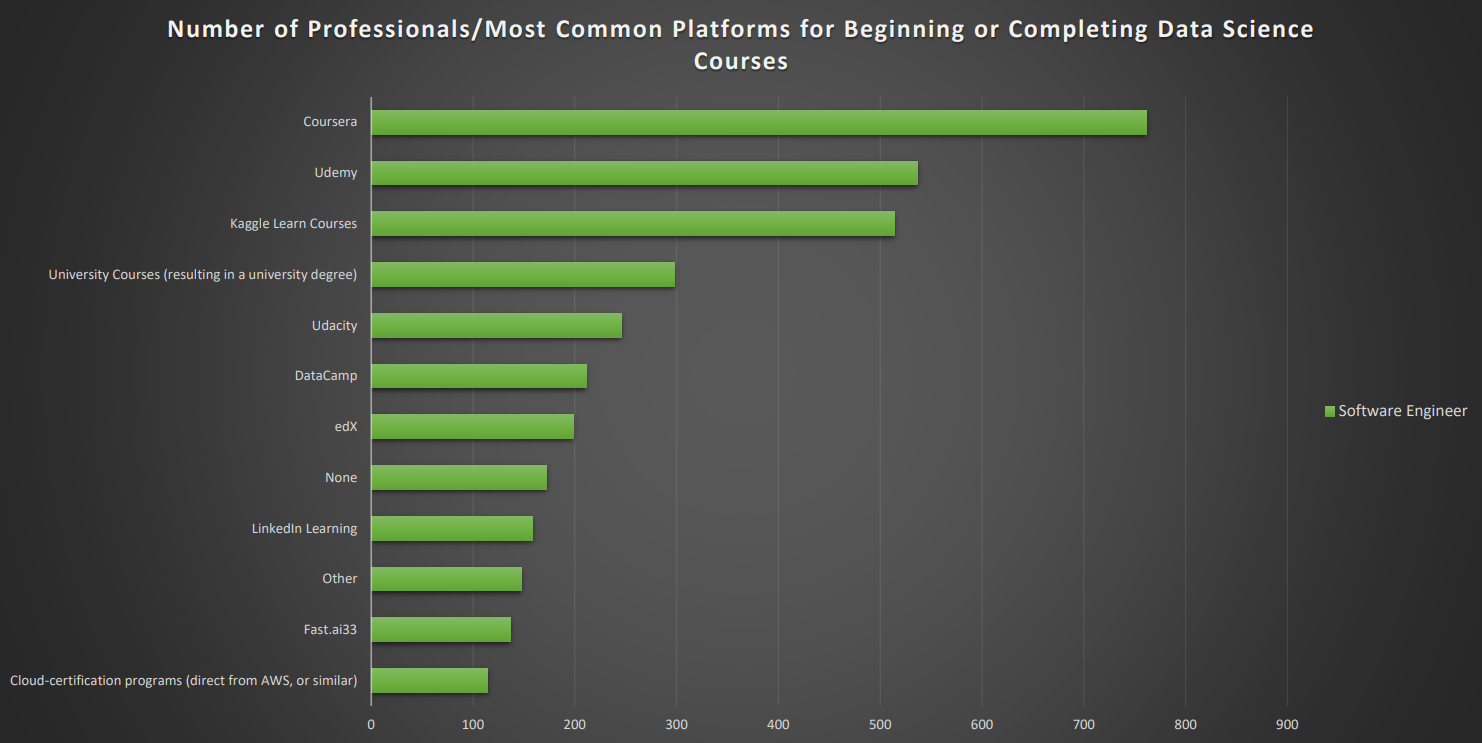 Number of Professionals/Most Common Platforms for Beginning or Completing Data Science
Courses
Coursera
Udemy
Kaggle Learn Courses
University Courses (resulting in a university degree)
Udacity
DataCamp
edX
None
LinkedIn Learning
Other
Fast.ai33
Cloud-certification programs (direct from AWS, or similar)
0 100 200 300 400 500 600 700 800 900
Software Engineer